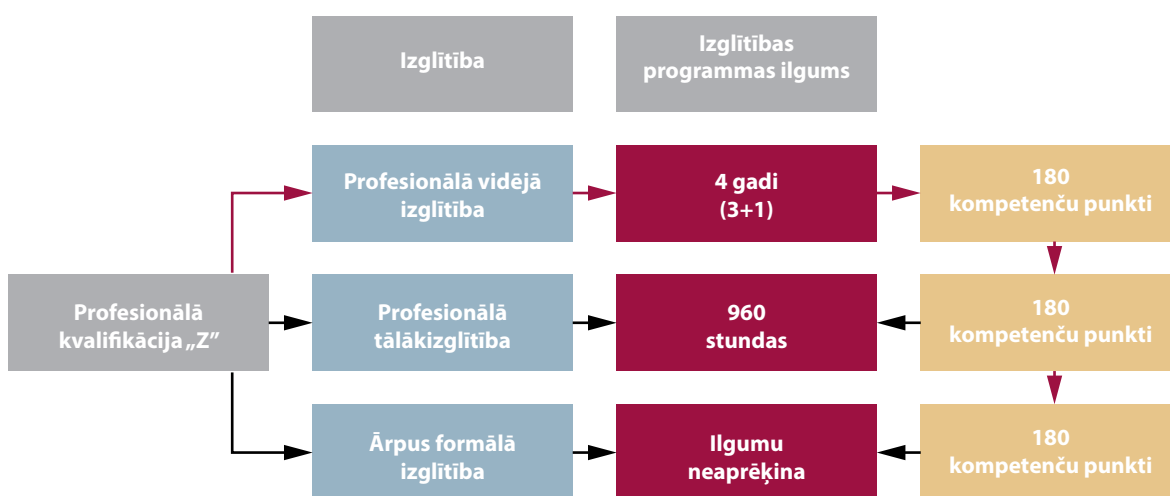 Izglītība
Izglītības
programmas ilgums
Profesionālā vidējā
izglītība
4 gadi
(3+1)
180
kompetenču punkti
Profesionālā
kvalifikācija „Z”
Profesionālā
tālākizglītība
960
stundas
180
kompetenču punkti
Ārpus formālā
izglītība
Ilgumu
neaprēķina
180
kompetenču punkti